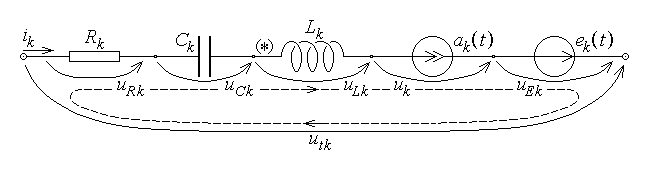 i_k R_k C_k (*) L_k a_k(t) e_k(t)
u_Rk u_Ck u_Lk u_k u_Ek
u_tk